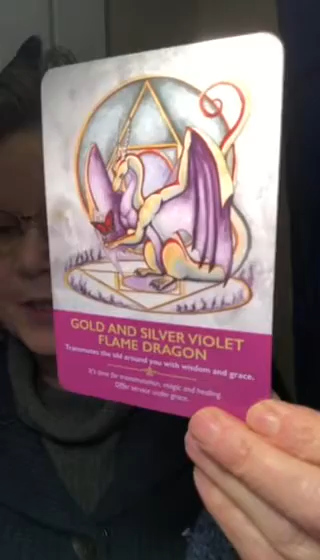 GOLD AND SILVER VIOLET
FLAME DRAGON
Transmutes the old around you with wisdom and grace.
It's time for transmutation, magic and healing.
Offer service under grace.